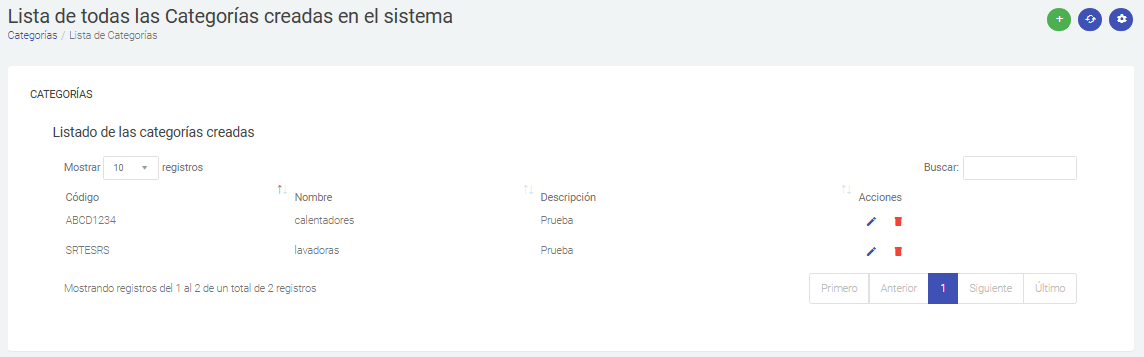 Lista de todas las Categorías creadas en el sistema
Categorías / Lista de Categorías
CATEGORÍAS
Listado de las categorías creadas
Mostrar 10 registros Buscar:
Código Nombre Descripción Acciones
ABCD1234 calentadores Prueba
SRTESRS lavadoras Prueba
Mostrando registros del 1 al 2 de un total de 2 registros Primero Anterior 1 Siguiente Último